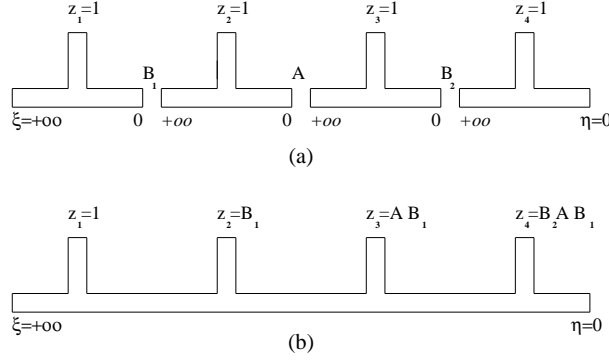 z₁=1 z₂=1 z₃=1 z₄=1
B₁ A B₂
ξ=+oo 0 +oo 0 +oo 0 +oo η=0
(a)
z₁=1 z₂=B₁ z₃=A B₁ z₄=B₂A B₁
ξ=+oo η=0
(b)